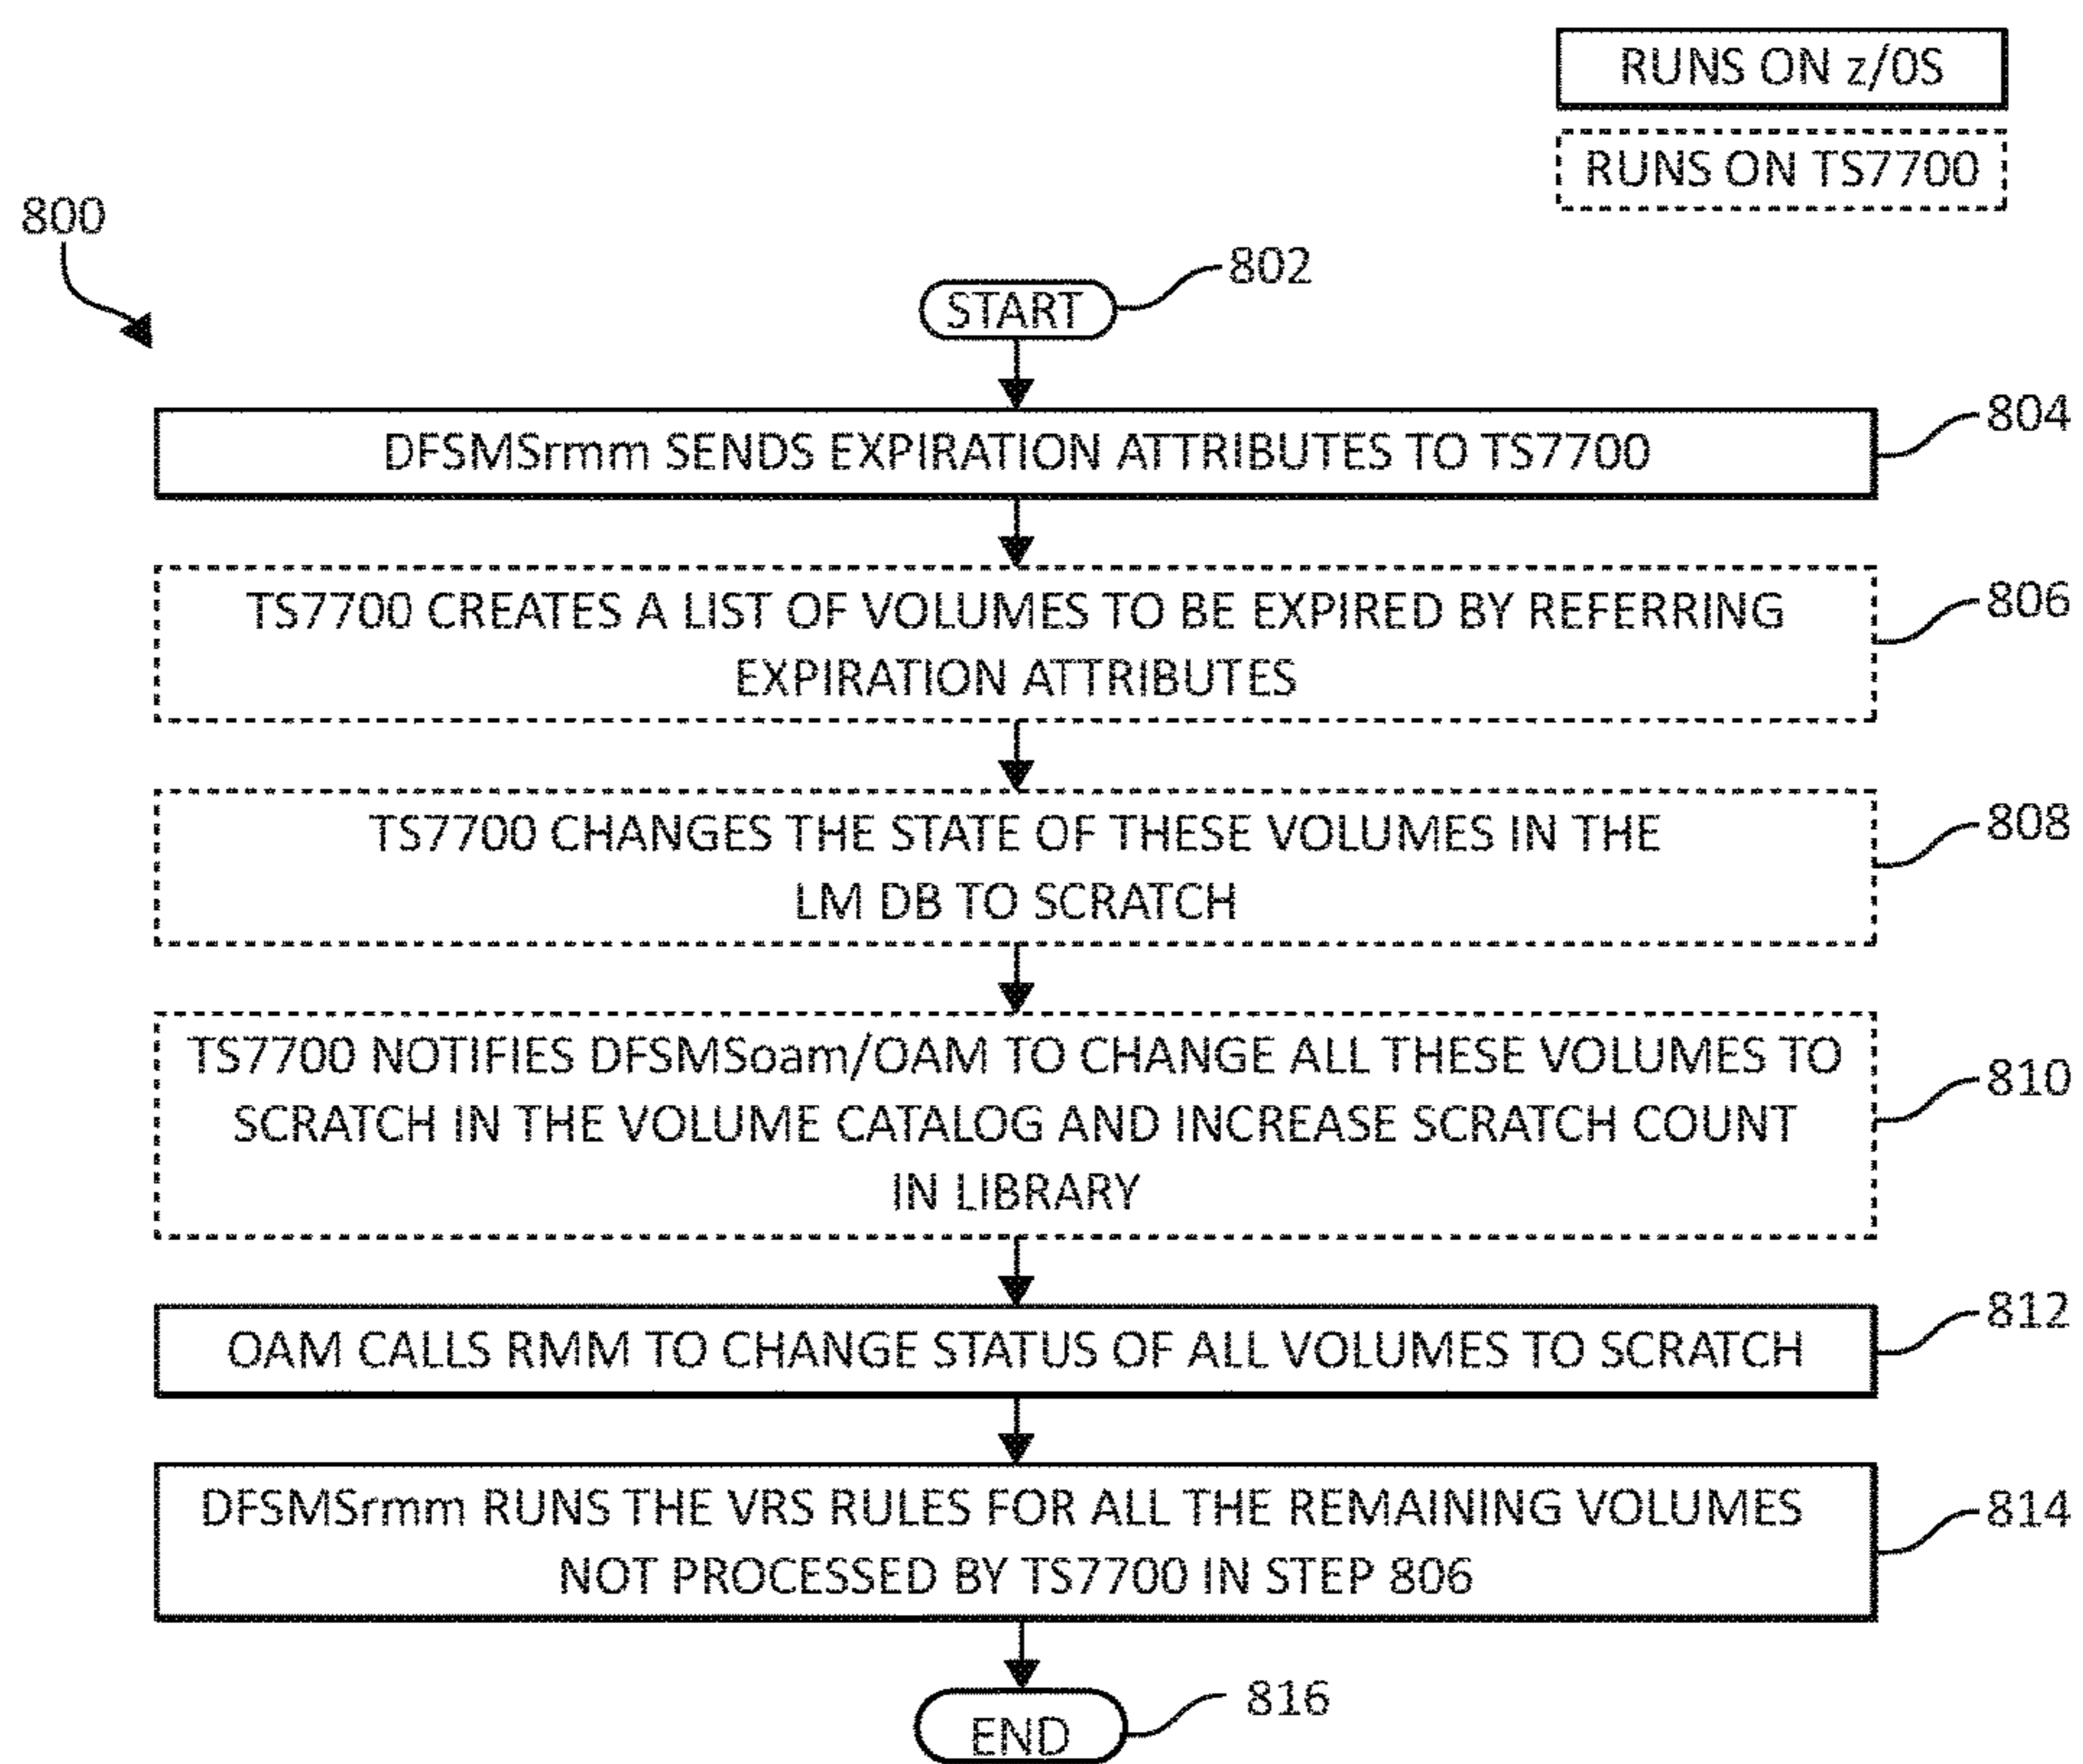 RUNS ON z/0S
RUNS ON TS7700
800
802
START
804
DFSMSrmm SENDS EXPIRATION ATTRIBUTES TO TS7700
806
TS7700 CREATES A LIST OF VOLUMES TO BE EXPIRED BY REFERRING
EXPIRATION ATTRIBUTES
808
TS7700 CHANGES THE STATE OF THESE VOLUMES IN THE
LM DB TO SCRATCH
810
TS7700 NOTIFIES DFSMSoam/OAM TO CHANGE ALL THESE VOLUMES TO
SCRATCH IN THE VOLUME CATALOG AND INCREASE SCRATCH COUNT
IN LIBRARY
812
OAM CALLS RMM TO CHANGE STATUS OF ALL VOLUMES TO SCRATCH
814
DFSMSrmm RUNS THE VRS RULES FOR ALL THE REMAINING VOLUMES
NOT PROCESSED BY TS7700 IN STEP 806
816
END